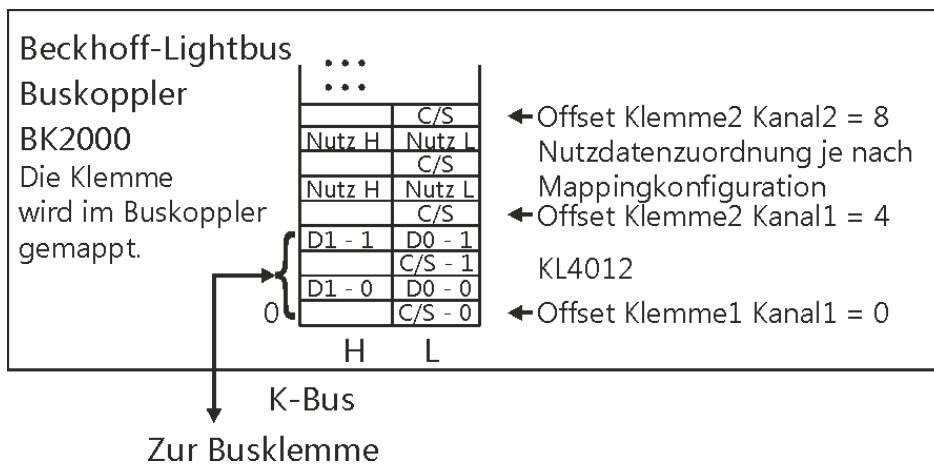 Beckhoff-Lightbus
Buskoppler
BK2000
Die Klemme
wird im Buskoppler
gemappt.
C/S
Nutz H Nutz L
C/S
Nutz H Nutz L
C/S
D1 - 1 D0 - 1
C/S - 1
D1 - 0 D0 - 0
0 C/S - 0
H L
Offset Klemme2 Kanal2 = 8
Nutzdatenzuordnung je nach
Mappingkonfiguration
Offset Klemme2 Kanal1 = 4
KL4012
Offset Klemme1 Kanal1 = 0
K-Bus
Zur Busklemme